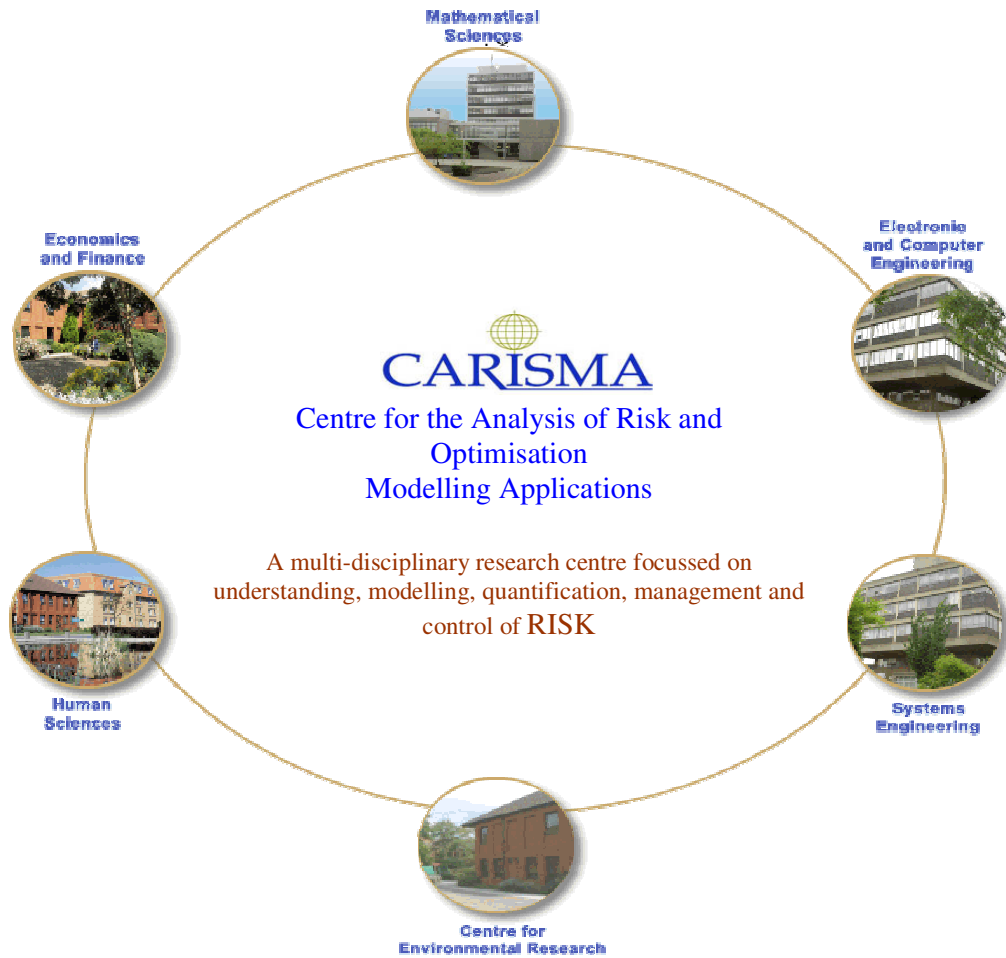 Mathematical
Sciences
Economics
and Finance
Electronic
and Computer
Engineering
CARISMA
Centre for the Analysis of Risk and
Optimisation
Modelling Applications
A multi-disciplinary research centre focussed on
understanding, modelling, quantification, management and
control of RISK
Human
Sciences
Systems
Engineering
Centre for
Environmental Research